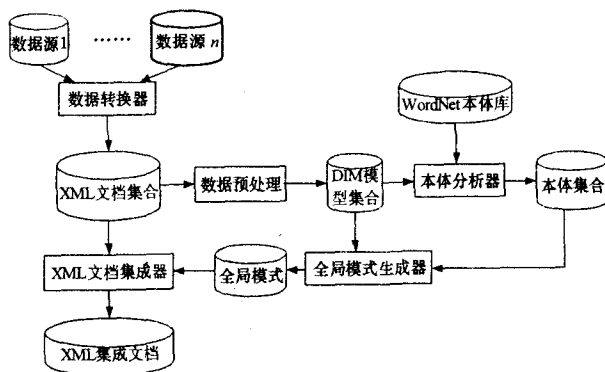 数据源1 …… 数据源 n
数据转换器
WordNet本体库
XML文档集合
数据预处理
DIM模
型集合
本体分析器
本体集合
XML文档集成器
全局模式
全局模式生成器
XML集成文档